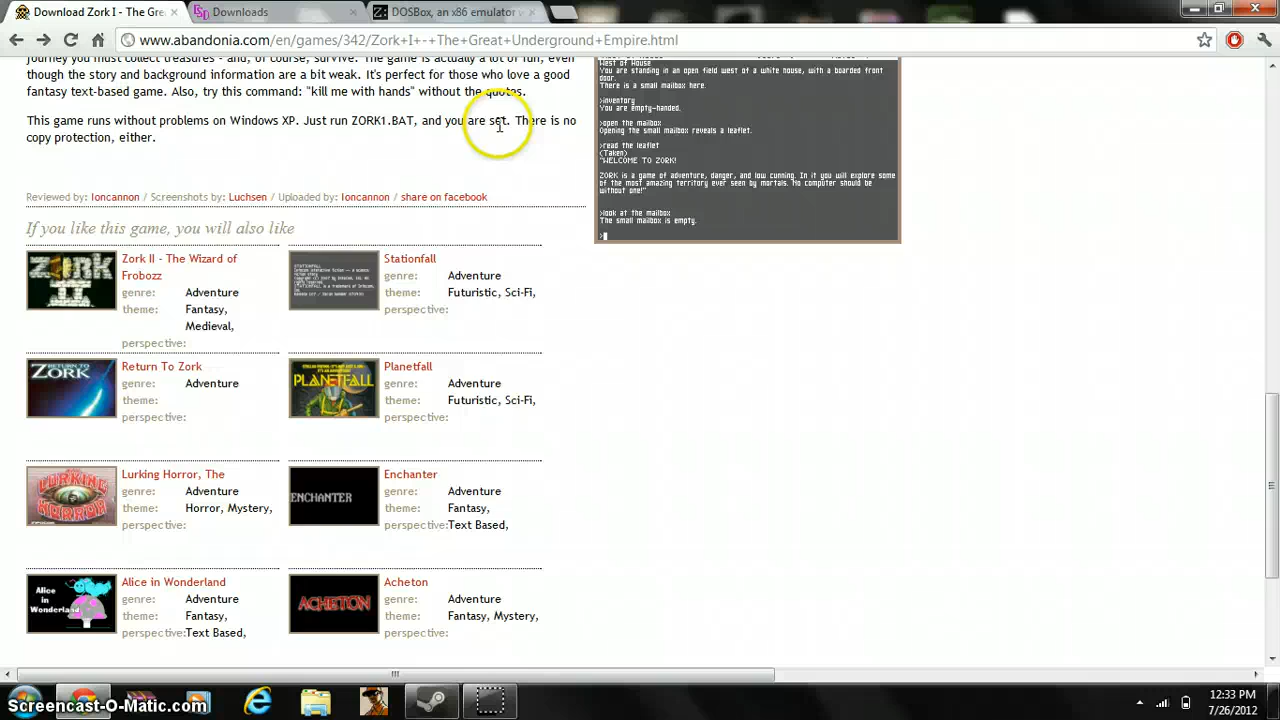 Download Zork I - The Gre
Downloads
DOSBox, an x86 emulator w
www.abandonia.com/en/games/342/Zork+I+-+The+Great+Underground+Empire.html
journey you must collect treasures - and, of course, survive. The game is actually a lot of fun, even
though the story and background information are a bit weak. It's perfect for those who love a good
fantasy text-based game. Also, try this command: "kill me with hands" without the quotes.
This game runs without problems on Windows XP. Just run ZORK1.BAT, and you are set. There is no
copy protection, either.
Reviewed by: Ioncannon / Screenshots by: Luchsen / Uploaded by: Ioncannon / share on facebook
West of House
You are standing in an open field west of a white house, with a boarded front
door.
There is a small mailbox here.
>inventory
You are empty-handed.
>open the mailbox
Opening the small mailbox reveals a leaflet.
>read the leaflet
(Taken)
"WELCOME TO ZORK!
ZORK is a game of adventure, danger, and low cunning. In it you will explore some
of the most amazing territory ever seen by mortals. No computer should be
without one!"
>look at the mailbox
The small mailbox is empty.
>
If you like this game, you will also like
ZORK
II
Zork II - The Wizard of
Frobozz
genre: Adventure
theme: Fantasy,
Medieval,
perspective:
Stationfall
genre: Adventure
theme: Futuristic, Sci-Fi,
perspective:
RETURN TO
ZORK
Return To Zork
genre: Adventure
theme:
perspective:
PLANETFALL
Planetfall
genre: Adventure
theme: Futuristic, Sci-Fi,
perspective:
THE
LURKING
HORROR
Lurking Horror, The
genre: Adventure
theme: Horror, Mystery,
perspective:
ENCHANTER
Enchanter
genre: Adventure
theme: Fantasy,
perspective:Text Based,
Alice
in
Wonderland
Alice in Wonderland
genre: Adventure
theme: Fantasy,
perspective:Text Based,
ACHETON
Acheton
genre: Adventure
theme: Fantasy, Mystery,
perspective:
Screencast-O-Matic.com
12:33 PM
7/26/2012